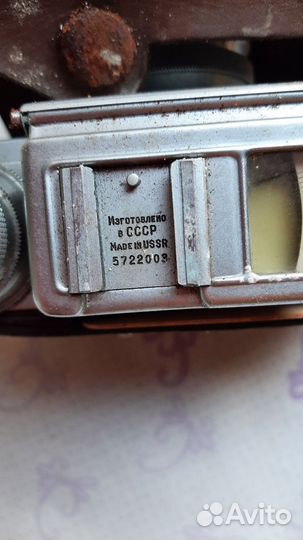 Изготовлено
в СССР
MADE IN USSR
5722003
Avito